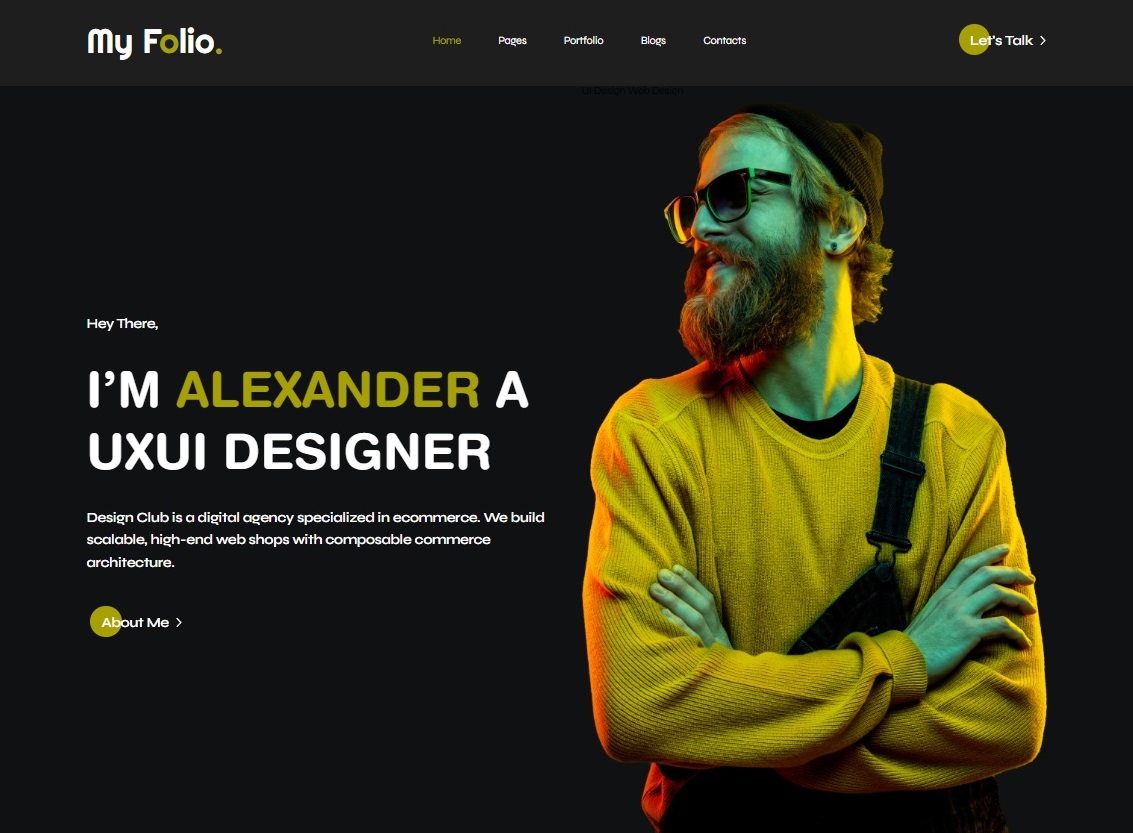 My Folio.
Home Pages Portfolio Blogs Contacts
Let's Talk
UI Design Web Design
Hey There,
I'M ALEXANDER A
UXUI DESIGNER
Design Club is a digital agency specialized in ecommerce. We build
scalable, high-end web shops with composable commerce
architecture.
About Me